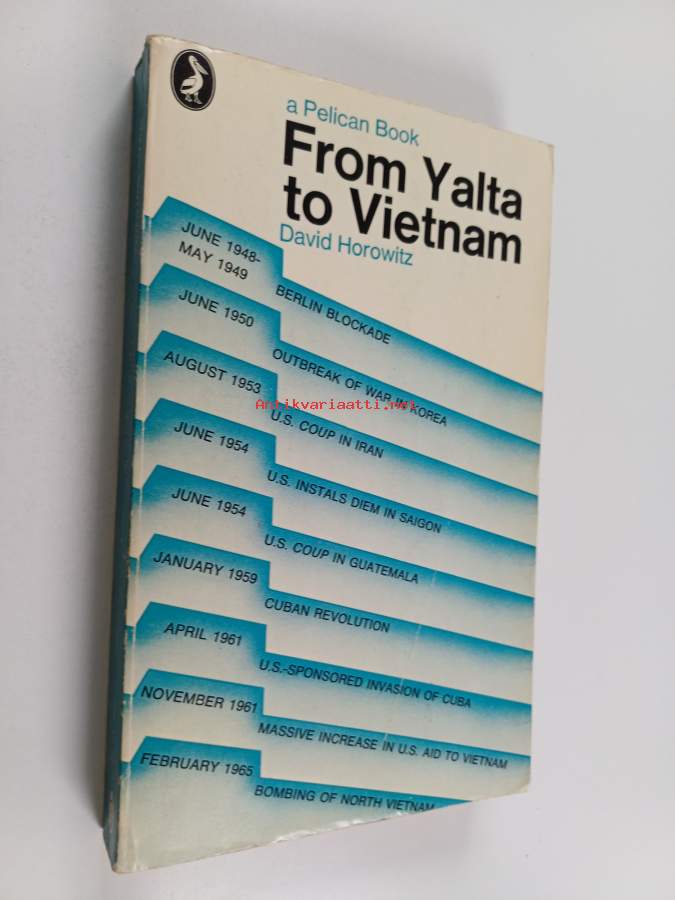 a Pelican Book
From Yalta
to Vietnam
David Horowitz
JUNE 1948-
MAY 1949
BERLIN BLOCKADE
JUNE 1950
OUTBREAK OF WAR IN KOREA
AUGUST 1953
Antikvariaatti.net
U.S. COUP IN IRAN
JUNE 1954
U.S. INSTALS DIEM IN SAIGON
JUNE 1954
U.S. COUP IN GUATEMALA
JANUARY 1959
CUBAN REVOLUTION
APRIL 1961
U.S.-SPONSORED INVASION OF CUBA
NOVEMBER 1961
MASSIVE INCREASE IN U.S. AID TO VIETNAM
FEBRUARY 1965
BOMBING OF NORTH VIETNAM